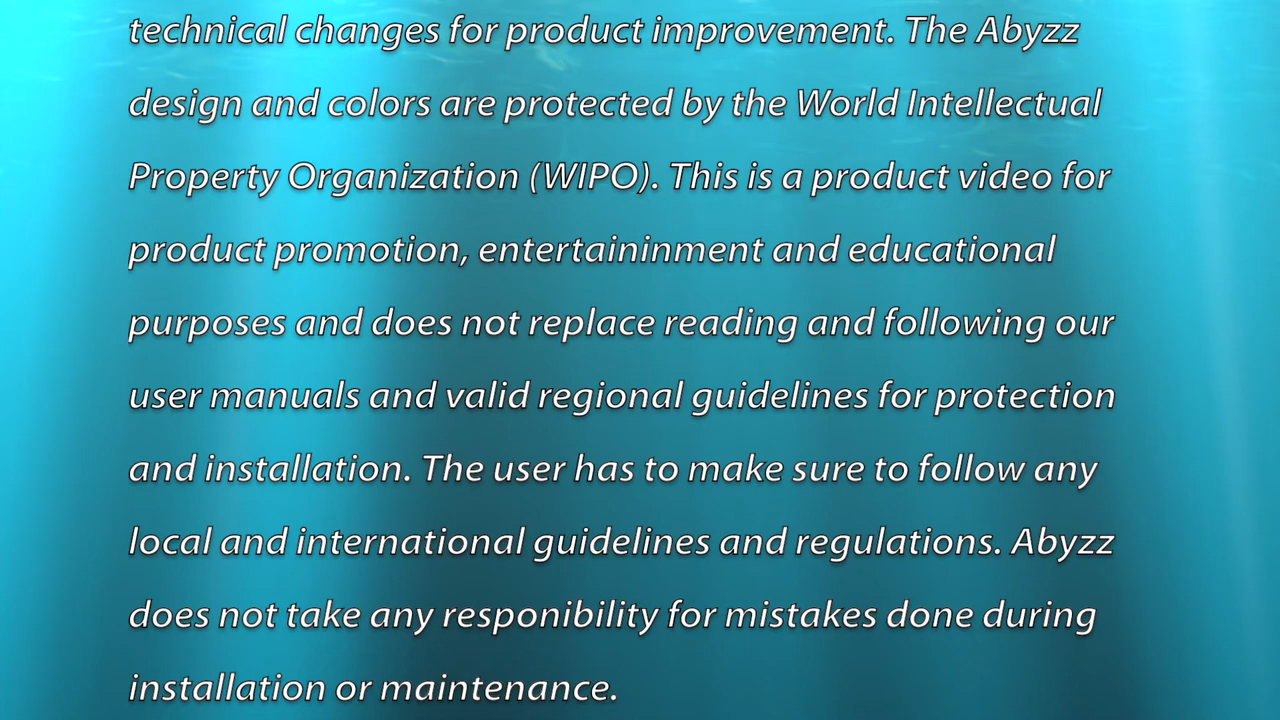 technical changes for product improvement. The Abyzz
design and colors are protected by the World Intellectual
Property Organization (WIPO). This is a product video for
product promotion, entertaininment and educational
purposes and does not replace reading and following our
user manuals and valid regional guidelines for protection
and installation. The user has to make sure to follow any
local and international guidelines and regulations. Abyzz
does not take any responibility for mistakes done during
installation or maintenance.